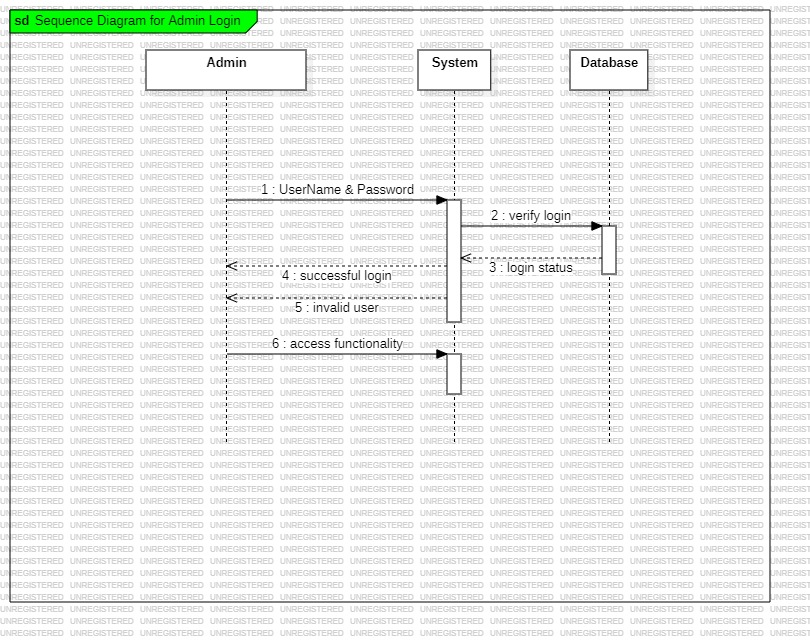 sd Sequence Diagram for Admin Login
Admin
System
Database
1 : UserName & Password
2 : verify login
3 : login status
4 : successful login
5 : invalid user
6 : access functionality
UNREGISTERED